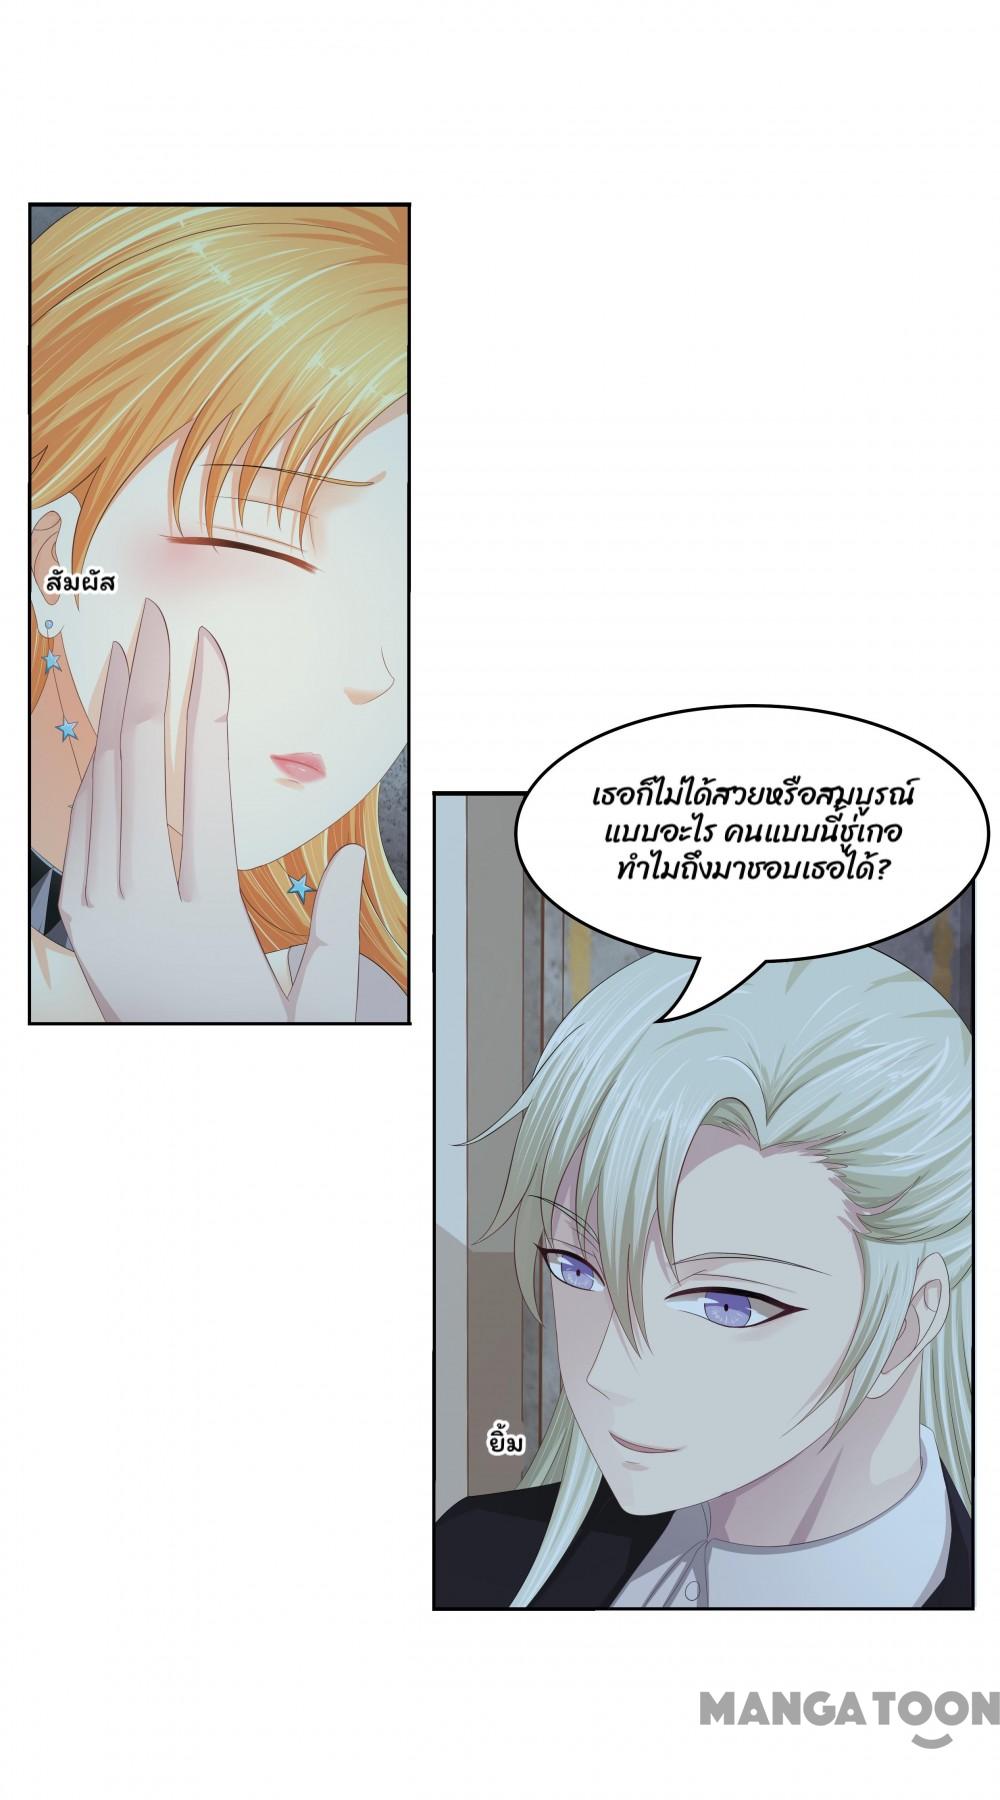 สัมผัส
เธอก็ไม่ได้สวยหรือสมบูรณ์
แบบอะไร คนแบบนี้ชู่เกอ
ทำไมถึงมาชอบเธอได้?
ยิ้ม
MANGATOON